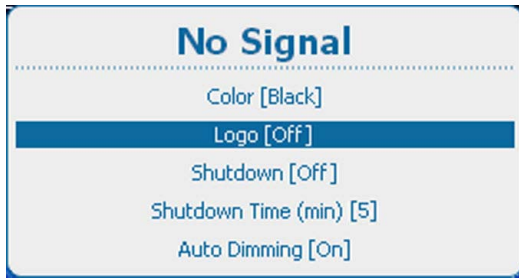 No Signal
Color [Black]
Logo [Off]
Shutdown [Off]
Shutdown Time (min) [5]
Auto Dimming [On]